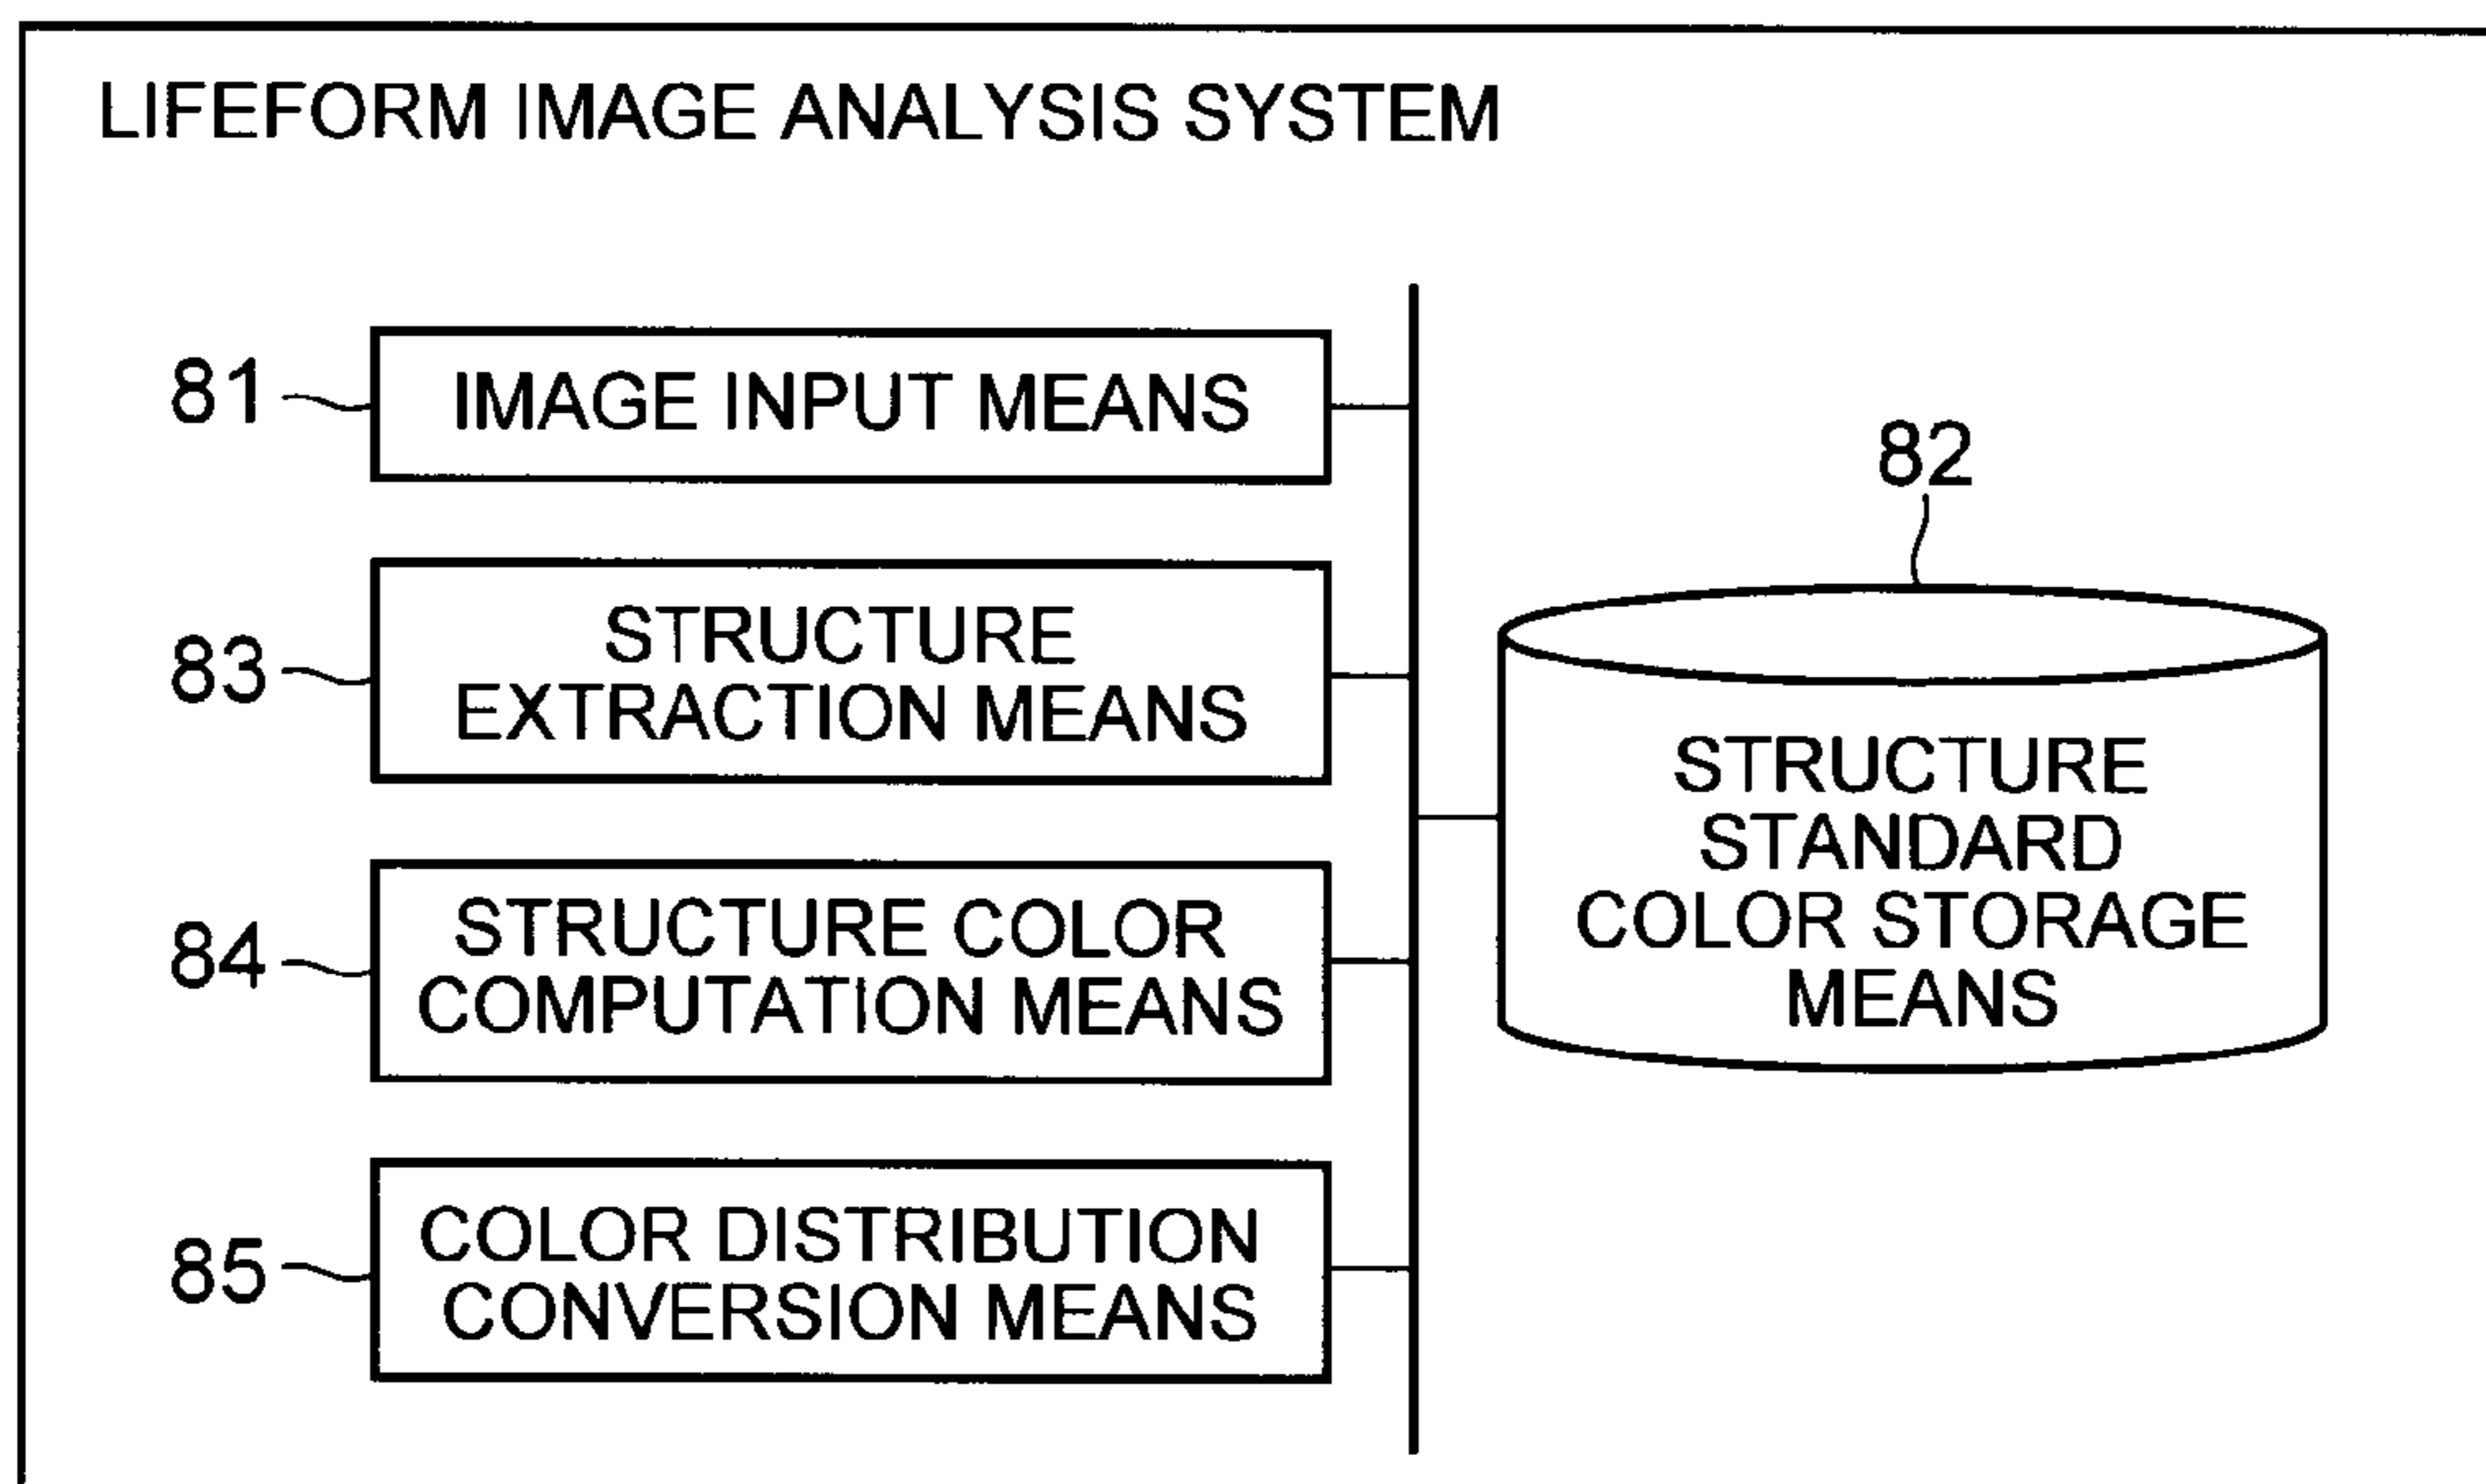 LIFEFORM IMAGE ANALYSIS SYSTEM
81
IMAGE INPUT MEANS
82
83
STRUCTURE
EXTRACTION MEANS
STRUCTURE
STANDARD
COLOR STORAGE
MEANS
84
STRUCTURE COLOR
COMPUTATION MEANS
85
COLOR DISTRIBUTION
CONVERSION MEANS